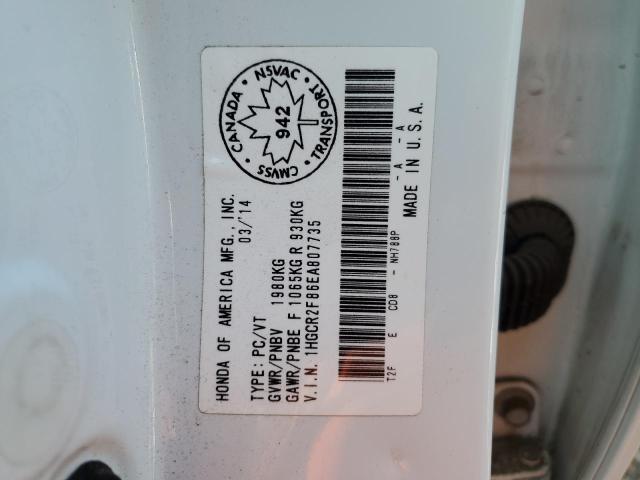 HONDA OF AMERICA MFG., INC.
03/'14
TYPE: PC/VT
GVWR/PNBV 1980KG
GAWR/PNBE F 1065KG R 930KG
V.I.N. 1HGCR2F86EA807735
T2F E CD8 - NH788P - A - A
MADE IN U.S.A.
CANADA · NSVAC · TRANSPORT · CMVSS ·
942